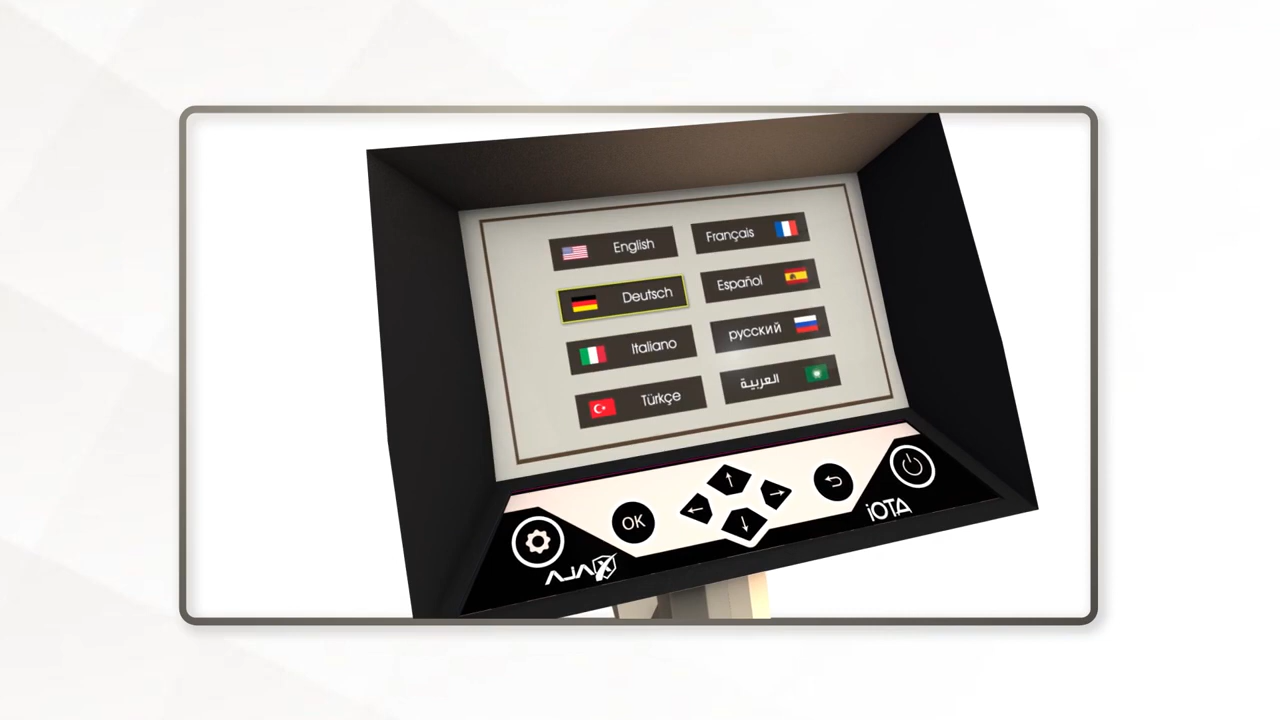 English
Français
Deutsch
Español
Italiano
русский
Türkçe
العربية
OK
AJAX
iOTA